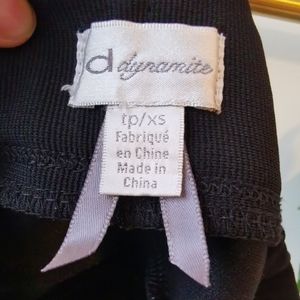 d dynamite
tp/xs
Fabriqué
en Chine
Made in
China